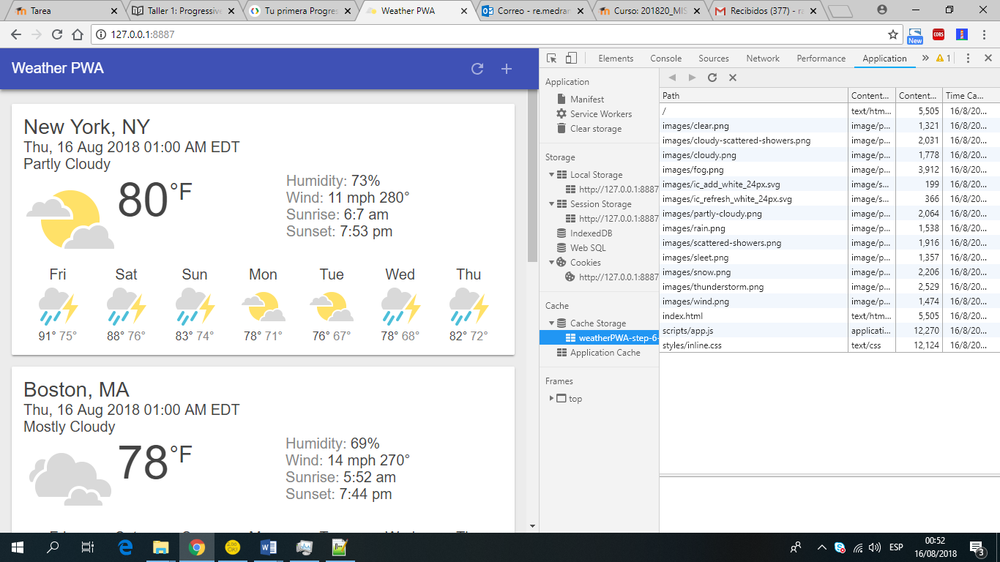 Tarea
Taller 1: Progressive
Tu primera Progres
Weather PWA
Correo - re.medran
Curso: 201820_MIS
Recibidos (377) - ra
127.0.0.1:8887
New
CORS
Weather PWA
New York, NY
Thu, 16 Aug 2018 01:00 AM EDT
Partly Cloudy
80°F
Humidity: 73%
Wind: 11 mph 280°
Sunrise: 6:7 am
Sunset: 7:53 pm
Fri Sat Sun Mon Tue Wed Thu
91° 75° 88° 76° 83° 74° 78° 71° 76° 67° 78° 68° 82° 72°
Boston, MA
Thu, 16 Aug 2018 01:00 AM EDT
Mostly Cloudy
78°F
Humidity: 69%
Wind: 14 mph 270°
Sunrise: 5:52 am
Sunset: 7:44 pm
Fri Sat Sun Mon Tue Wed Thu
Elements Console Sources Network Performance Application » 1
Application
Manifest
Service Workers
Clear storage
Storage
Local Storage
http://127.0.0.1:8887
Session Storage
http://127.0.0.1:8887
IndexedDB
Web SQL
Cookies
http://127.0.0.1:8887
Cache
Cache Storage
weatherPWA-step-6-
Application Cache
Frames
top
Path Content... Content... Time Ca...
/ text/htm... 5,505 16/8/20...
images/clear.png image/p... 1,321 16/8/20...
images/cloudy-scattered-showers.png image/p... 2,031 16/8/20...
images/cloudy.png image/p... 1,778 16/8/20...
images/fog.png image/p... 3,912 16/8/20...
images/ic_add_white_24px.svg image/s... 199 16/8/20...
images/ic_refresh_white_24px.svg image/s... 366 16/8/20...
images/partly-cloudy.png image/p... 2,064 16/8/20...
images/rain.png image/p... 1,538 16/8/20...
images/scattered-showers.png image/p... 1,916 16/8/20...
images/sleet.png image/p... 1,357 16/8/20...
images/snow.png image/p... 2,206 16/8/20...
images/thunderstorm.png image/p... 2,529 16/8/20...
images/wind.png image/p... 1,474 16/8/20...
index.html text/htm... 5,505 16/8/20...
scripts/app.js applicati... 12,270 16/8/20...
styles/inline.css text/css 12,124 16/8/20...
ESP
00:52
16/08/2018
3